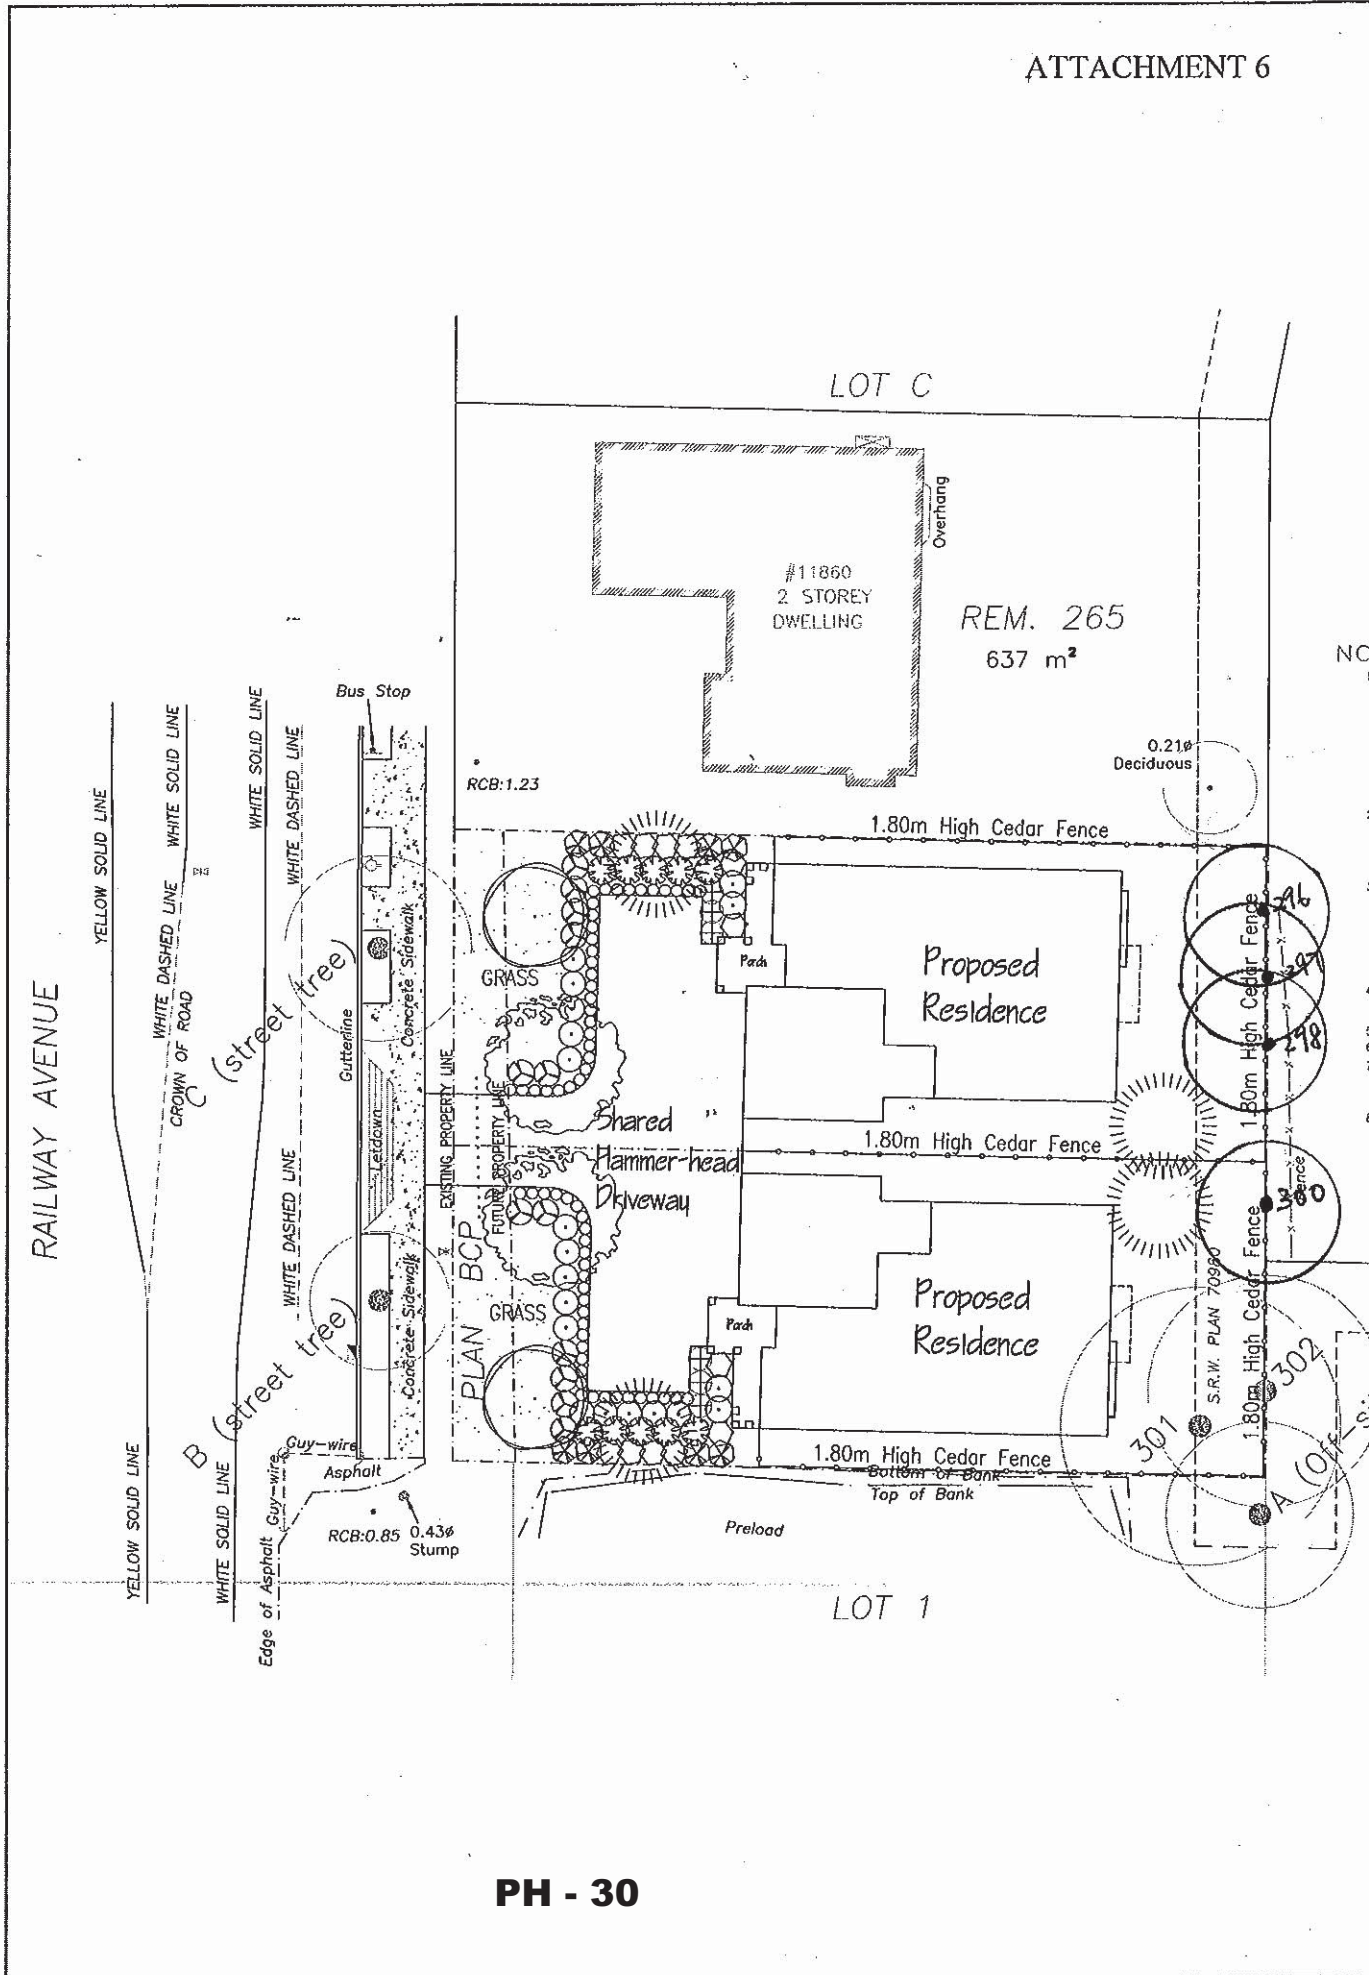 ATTACHMENT 6
LOT C
Overhang
#11860
2 STOREY
DWELLING
REM. 265
637 m²
NC
Bus Stop
RCB:1.23
0.21ø
Deciduous
YELLOW SOLID LINE
WHITE SOLID LINE
WHITE SOLID LINE
WHITE DASHED LINE
WHITE DASHED LINE
CROWN OF ROAD
RAILWAY AVENUE
C (street tree)
Gutterline
Concrete Sidewalk
1.80m High Cedar Fence
296
297
298
1.80m High Cedar Fence
GRASS
Porch
Proposed
Residence
Letdown
EXISTING PROPERTY LINE
FUTURE PROPERTY LINE
Shared
Hammer-head
Driveway
1.80m High Cedar Fence
300
Fence
WHITE DASHED LINE
PLAN BCP
GRASS
Porch
Proposed
Residence
S.R.W. PLAN 70980
1.80m High Cedar Fence
302
301
A (Off
B (street tree)
Concrete Sidewalk
Guy-wire
Asphalt
Guy-wire
Edge of Asphalt
RCB:0.85
0.43ø
Stump
1.80m High Cedar Fence
Bottom of Bank
Top of Bank
Preload
YELLOW SOLID LINE
WHITE SOLID LINE
LOT 1
PH - 30